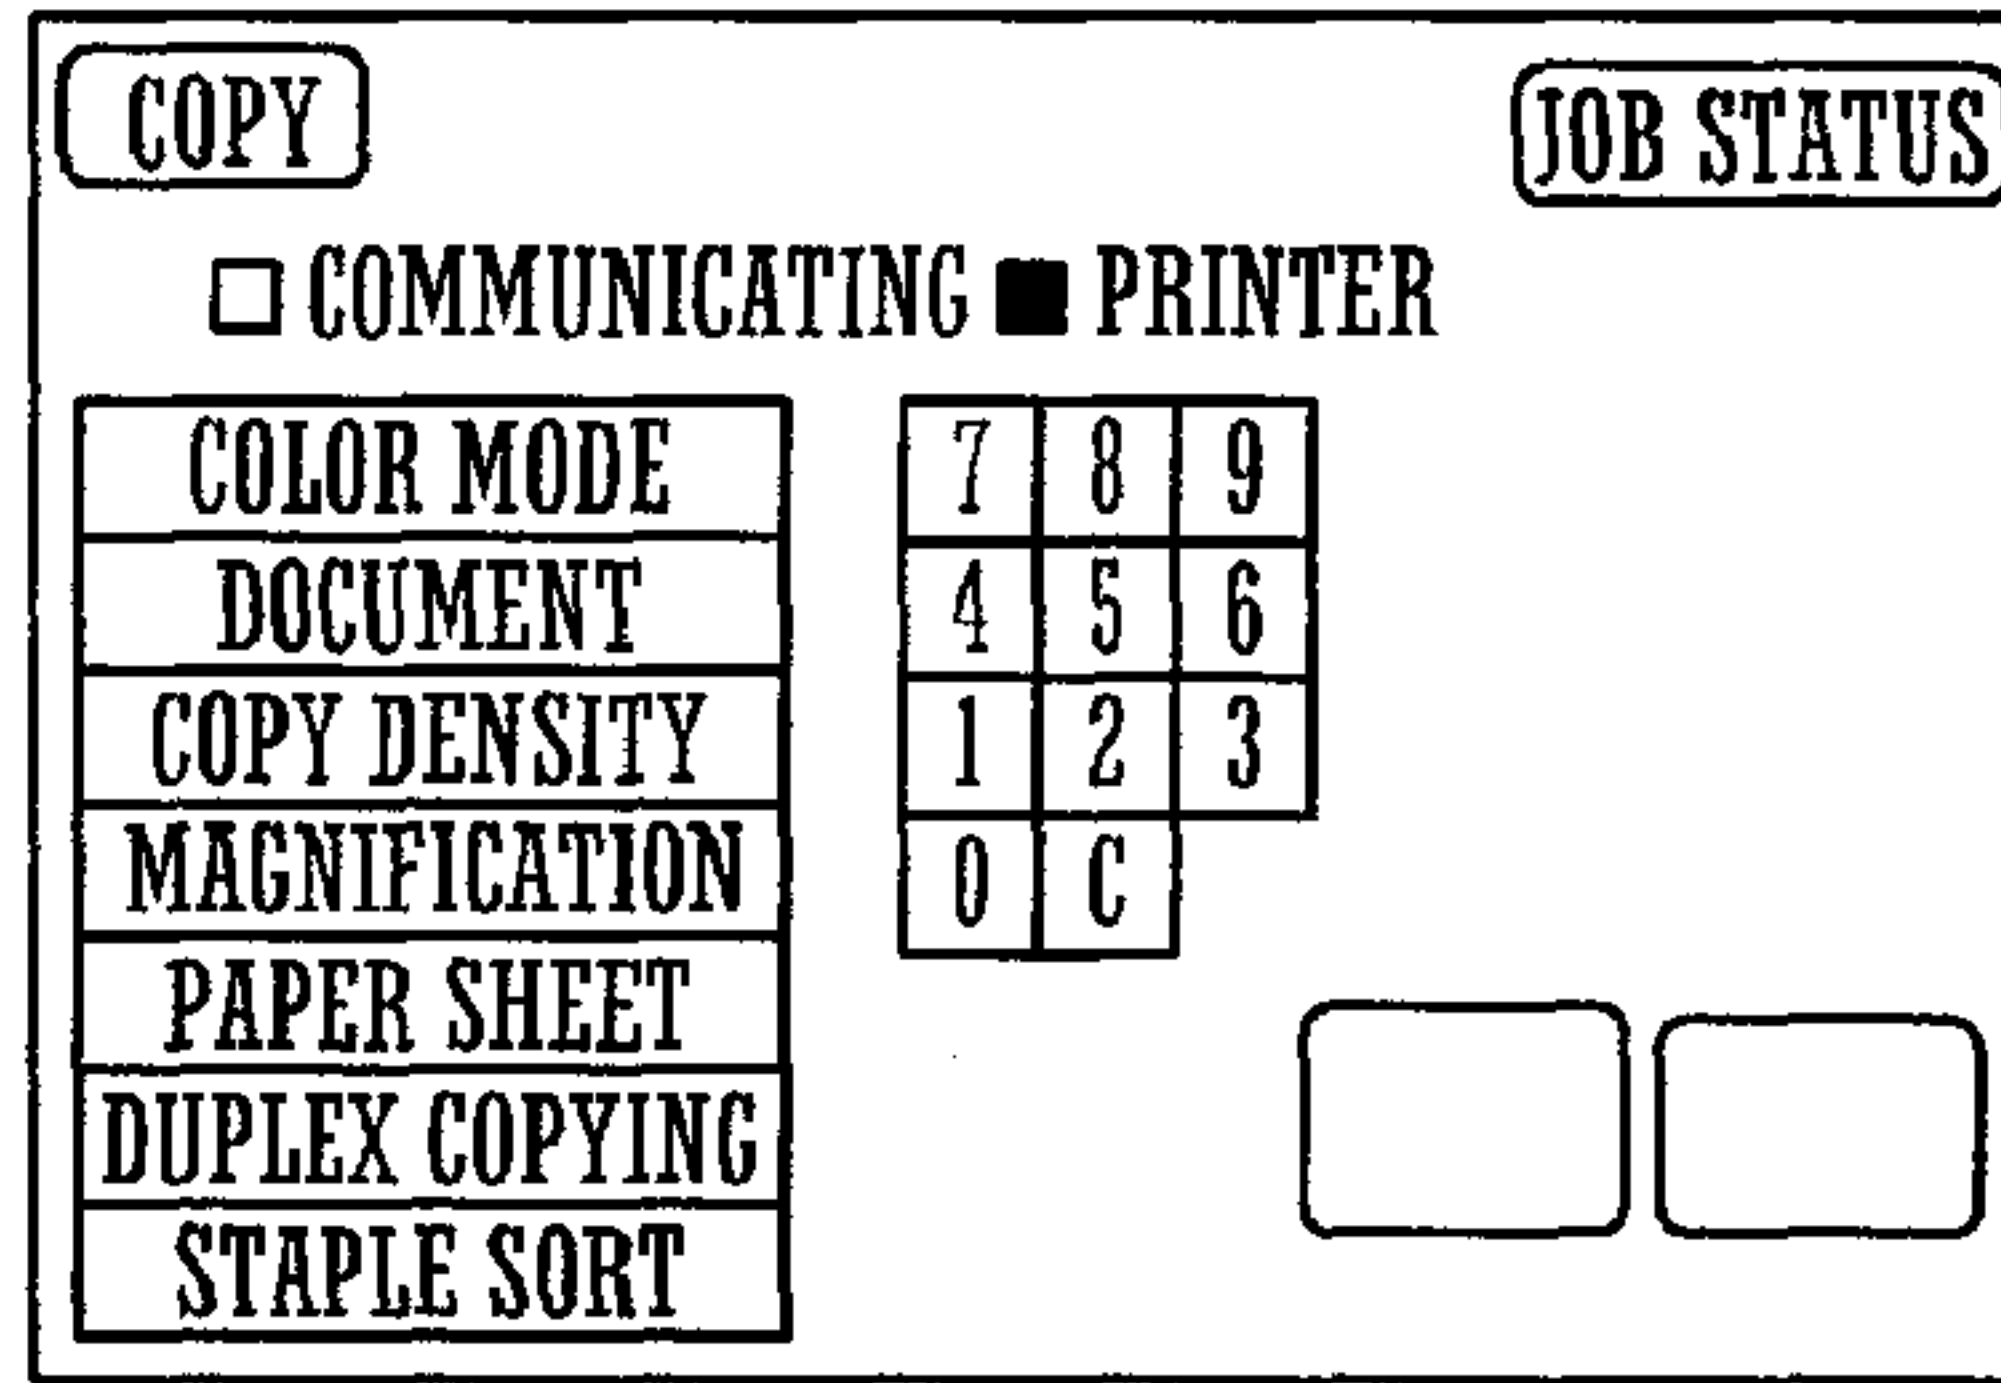 COPY
JOB STATUS
COMMUNICATING PRINTER
COLOR MODE
DOCUMENT
COPY DENSITY
MAGNIFICATION
PAPER SHEET
DUPLEX COPYING
STAPLE SORT
7 8 9
4 5 6
1 2 3
0 C